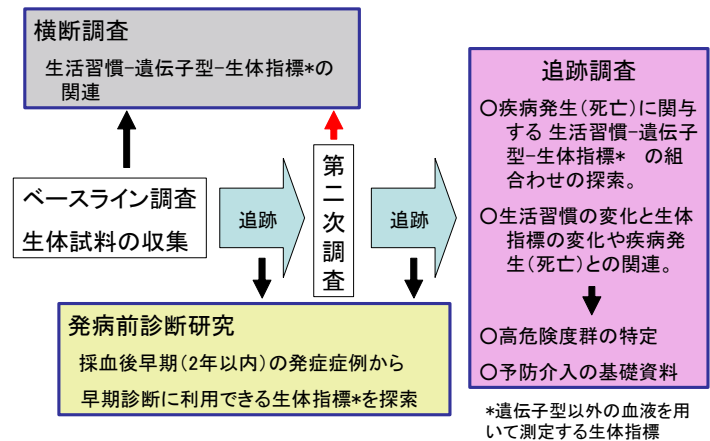 横断調査
生活習慣-遺伝子型-生体指標*の
関連
ベースライン調査
生体試料の収集
追跡
第二次調査
追跡
発病前診断研究
採血後早期(2年以内)の発症症例から
早期診断に利用できる生体指標*を探索
追跡調査
○疾病発生(死亡)に関与
する 生活習慣-遺伝子
型-生体指標* の組
合わせの探索。
○生活習慣の変化と生体
指標の変化や疾病発
生(死亡)との関連。
○高危険度群の特定
○予防介入の基礎資料
*遺伝子型以外の血液を用
いて測定する生体指標